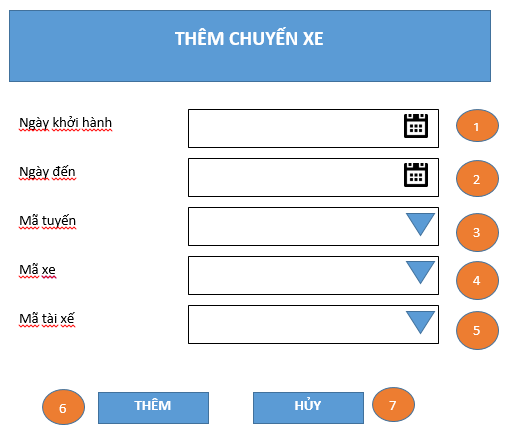 THÊM CHUYẾN XE
Ngày khởi hành
1
Ngày đến
2
Mã tuyến
3
Mã xe
4
Mã tài xế
5
6
THÊM
HỦY
7